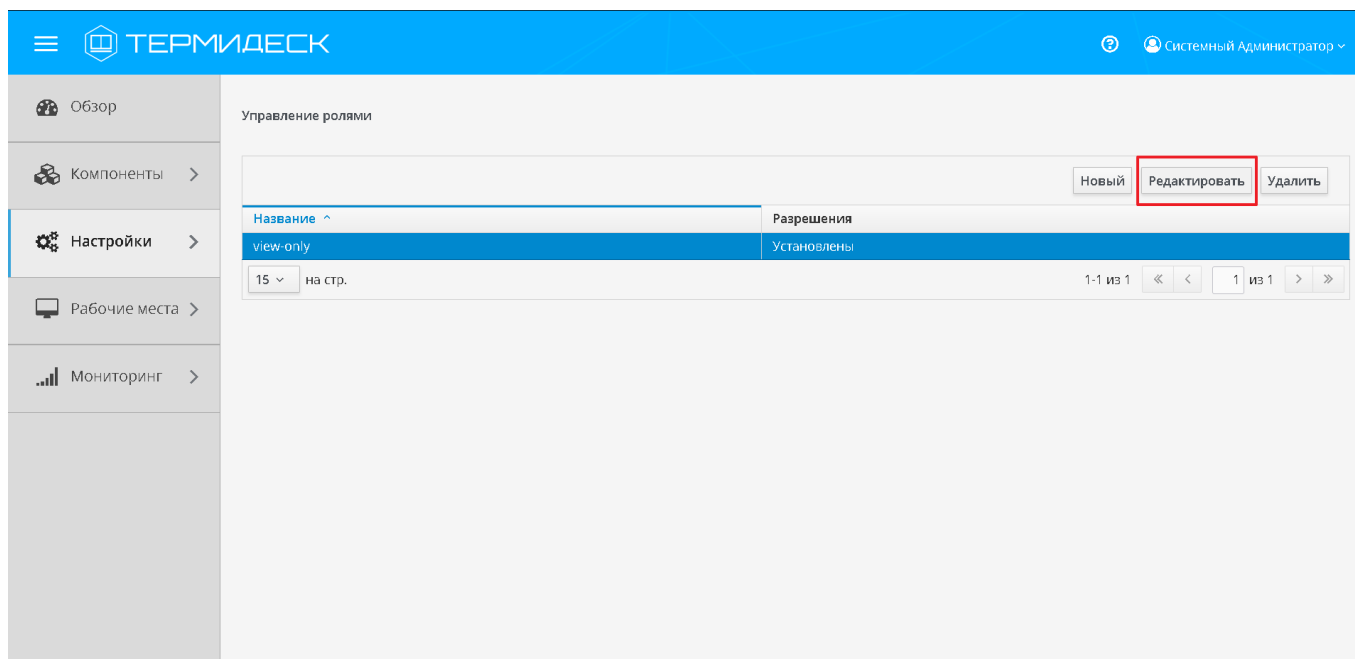 ТЕРМИДЕСК
Системный Администратор
Обзор
Компоненты
Настройки
Рабочие места
Мониторинг
Управление ролями
Новый Редактировать Удалить
Название Разрешения
view-only Установлены
15 на стр. 1-1 из 1 1 из 1